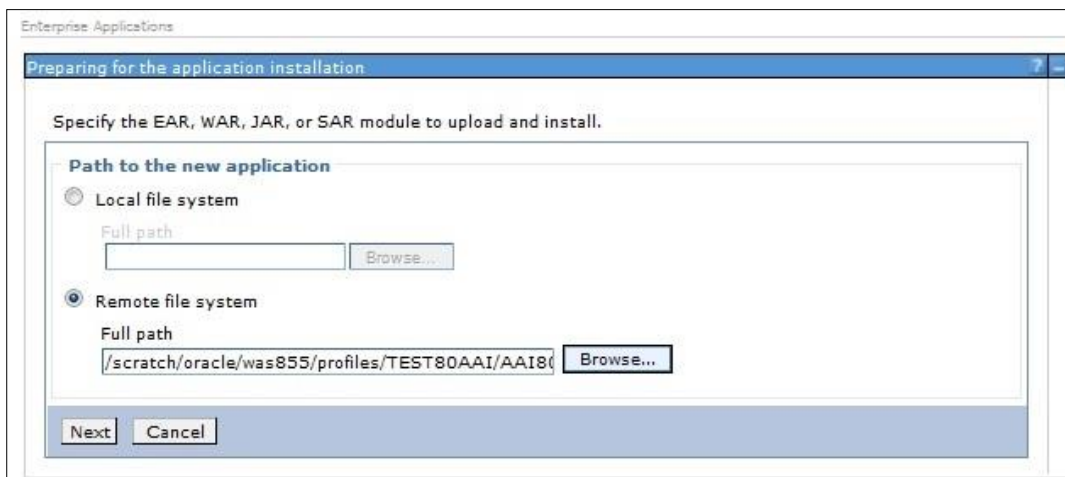 Enterprise Applications
Preparing for the application installation ? –
Specify the EAR, WAR, JAR, or SAR module to upload and install.
Path to the new application
Local file system
Full path
Browse...
Remote file system
Full path
/scratch/oracle/was855/profiles/TEST80AAI/AAI80 Browse...
Next Cancel